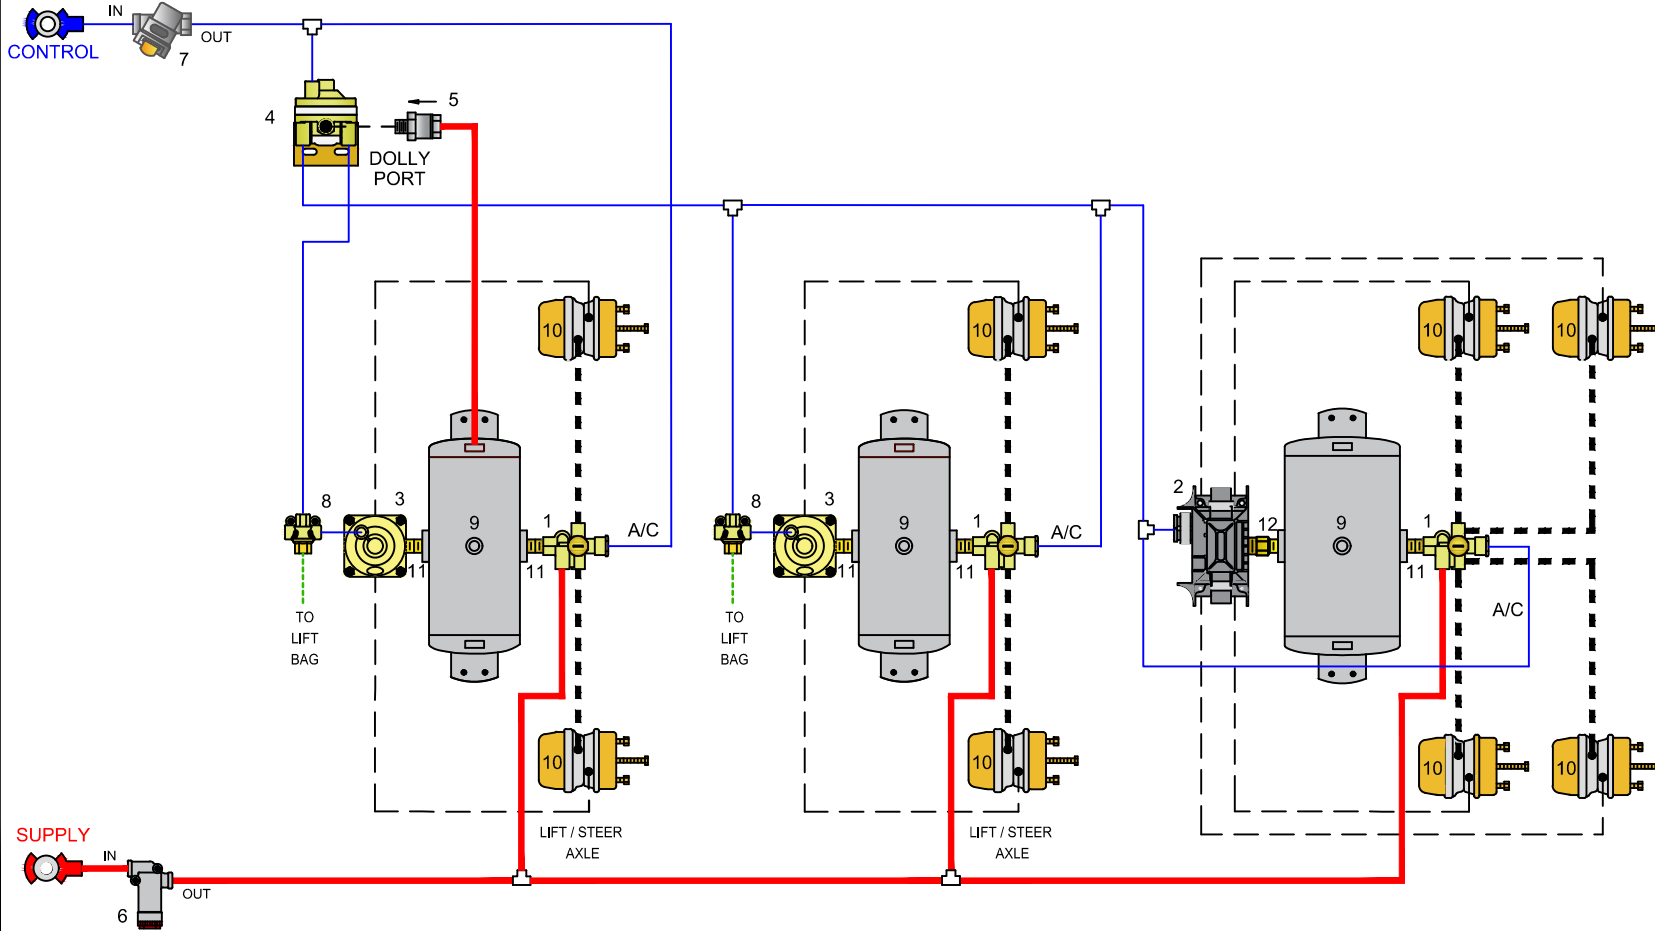 IN
OUT
CONTROL
7
4
5
DOLLY
PORT
10
10
10
10
8
3
9
1
A/C
11
11
8
3
9
1
A/C
11
11
2
12
9
1
11
A/C
TO
LIFT
BAG
TO
LIFT
BAG
10
10
10
10
LIFT / STEER
AXLE
LIFT / STEER
AXLE
SUPPLY
IN
OUT
6